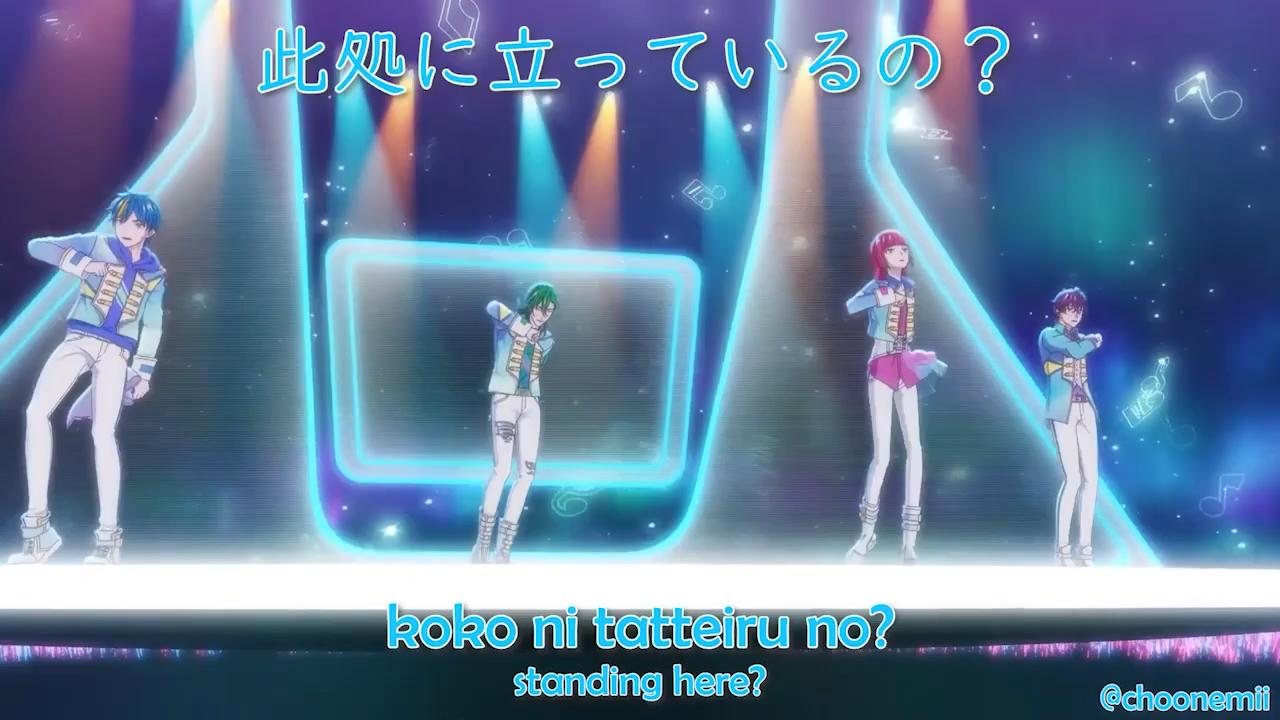 此処に立っているの？
koko ni tatteiru no?
standing here?
@choonemii